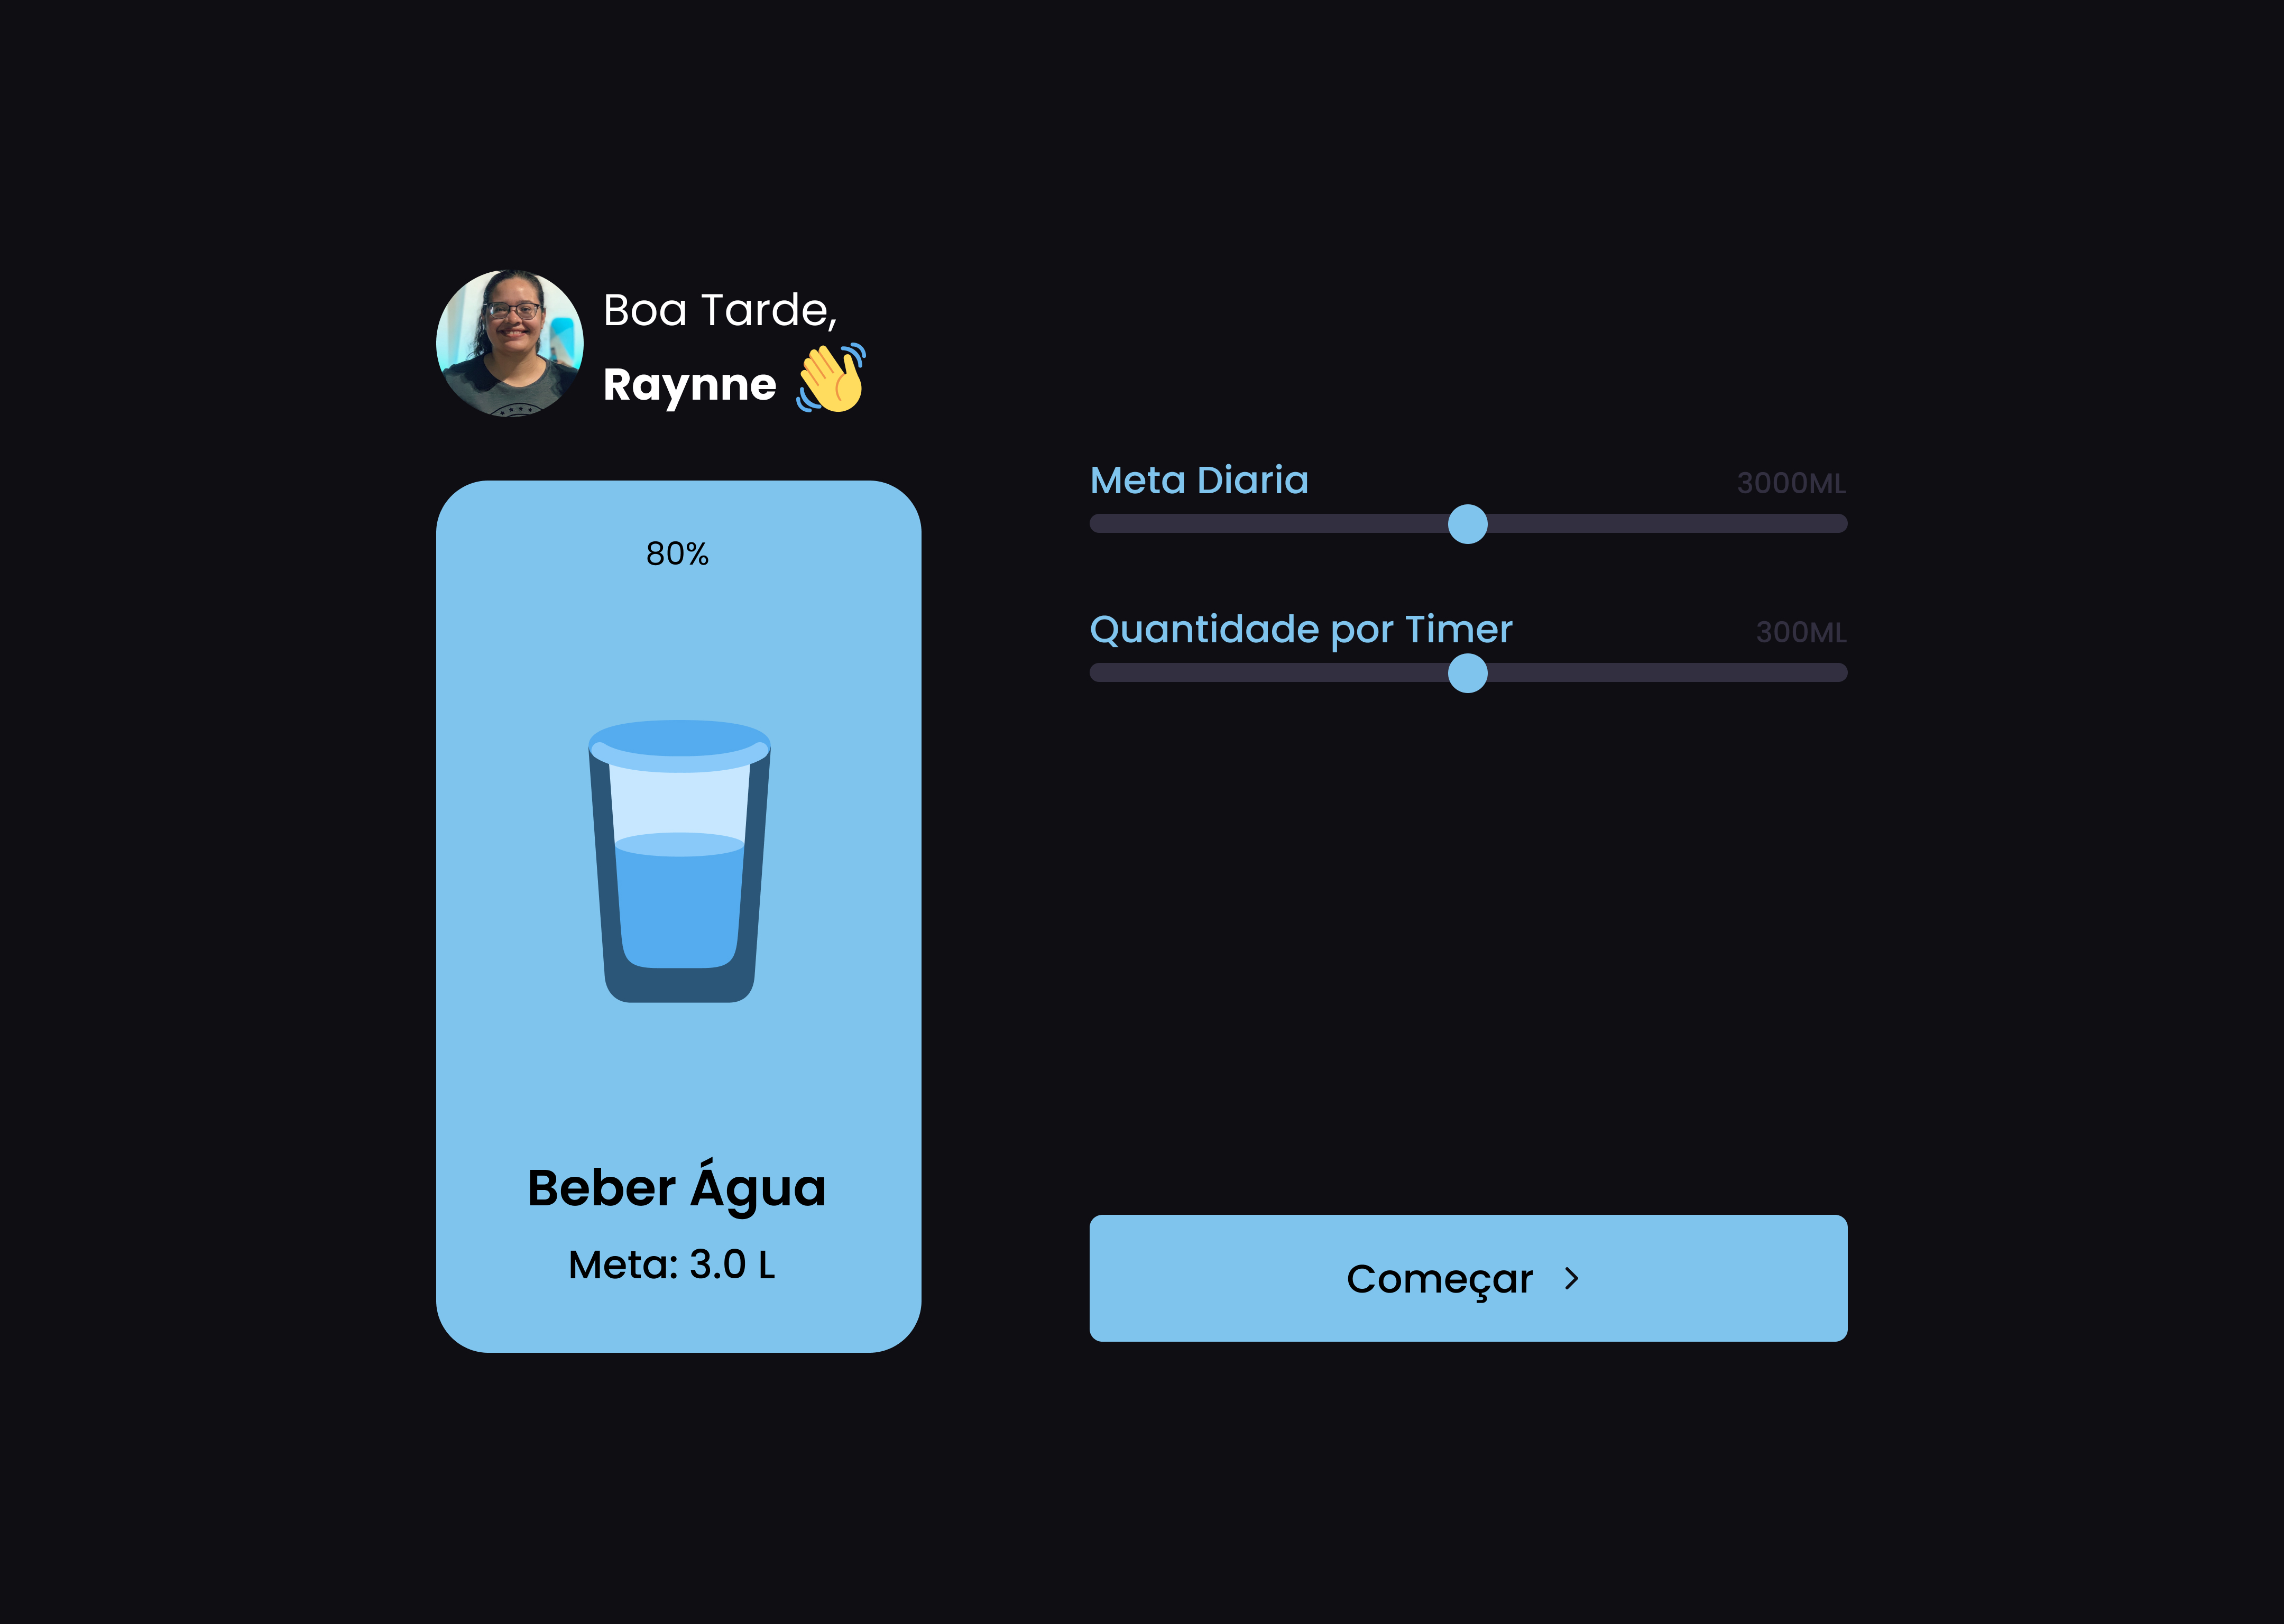 Boa Tarde,
Raynne
80%
Beber Água
Meta: 3.0 L
Meta Diaria
3000ML
Quantidade por Timer
300ML
Começar